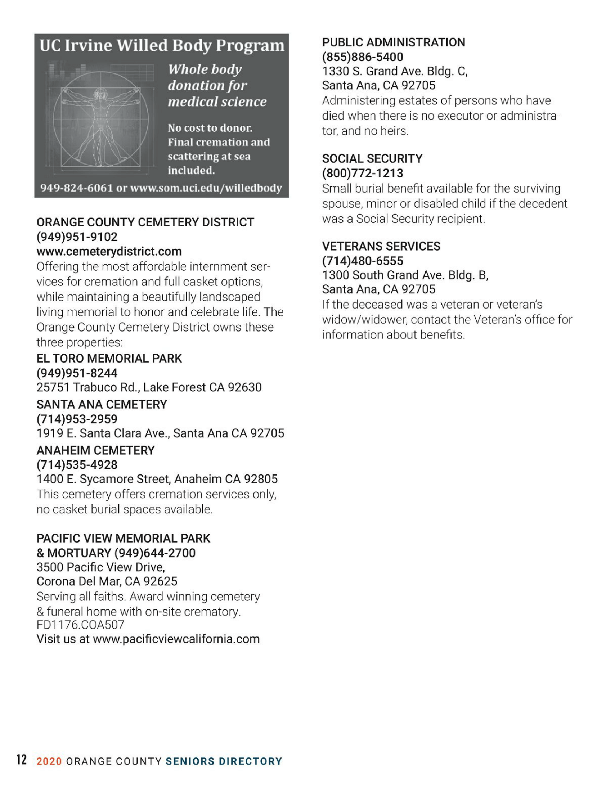 UC Irvine Willed Body Program
Whole body
donation for
medical science
No cost to donor.
Final cremation and
scattering at sea
included.
949-824-6061 or www.som.uci.edu/willedbody
ORANGE COUNTY CEMETERY DISTRICT
(949)951-9102
www.cemeterydistrict.com
Offering the most affordable internment ser-
vices for cremation and full casket options,
while maintaining a beautifully landscaped
living memorial to honor and celebrate life. The
Orange County Cemetery District owns these
three properties:
EL TORO MEMORIAL PARK
(949)951-8244
25751 Trabuco Rd., Lake Forest CA 92630
SANTA ANA CEMETERY
(714)953-2959
1919 E. Santa Clara Ave., Santa Ana CA 92705
ANAHEIM CEMETERY
(714)535-4928
1400 E. Sycamore Street, Anaheim CA 92805
This cemetery offers cremation services only,
no casket burial spaces available.
PACIFIC VIEW MEMORIAL PARK
& MORTUARY (949)644-2700
3500 Pacific View Drive,
Corona Del Mar, CA 92625
Serving all faiths. Award winning cemetery
& funeral home with on-site crematory.
FD1176.COA507
Visit us at www.pacificviewcalifornia.com
PUBLIC ADMINISTRATION
(855)886-5400
1330 S. Grand Ave. Bldg. C,
Santa Ana, CA 92705
Administering estates of persons who have
died when there is no executor or administra
tor, and no heirs.
SOCIAL SECURITY
(800)772-1213
Small burial benefit available for the surviving
spouse, minor or disabled child if the decedent
was a Social Security recipient.
VETERANS SERVICES
(714)480-6555
1300 South Grand Ave. Bldg. B,
Santa Ana, CA 92705
If the deceased was a veteran or veteran's
widow/widower, contact the Veteran's office for
information about benefits.
12 2020 ORANGE COUNTY SENIORS DIRECTORY